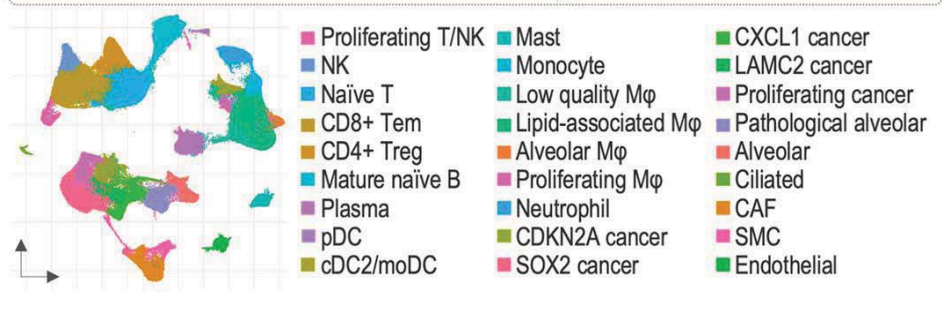 Proliferating T/NK
NK
Naïve T
CD8+ Tem
CD4+ Treg
Mature naïve B
Plasma
pDC
cDC2/moDC
Mast
Monocyte
Low quality Mφ
Lipid-associated Mφ
Alveolar Mφ
Proliferating Mφ
Neutrophil
CDKN2A cancer
SOX2 cancer
CXCL1 cancer
LAMC2 cancer
Proliferating cancer
Pathological alveolar
Alveolar
Ciliated
CAF
SMC
Endothelial